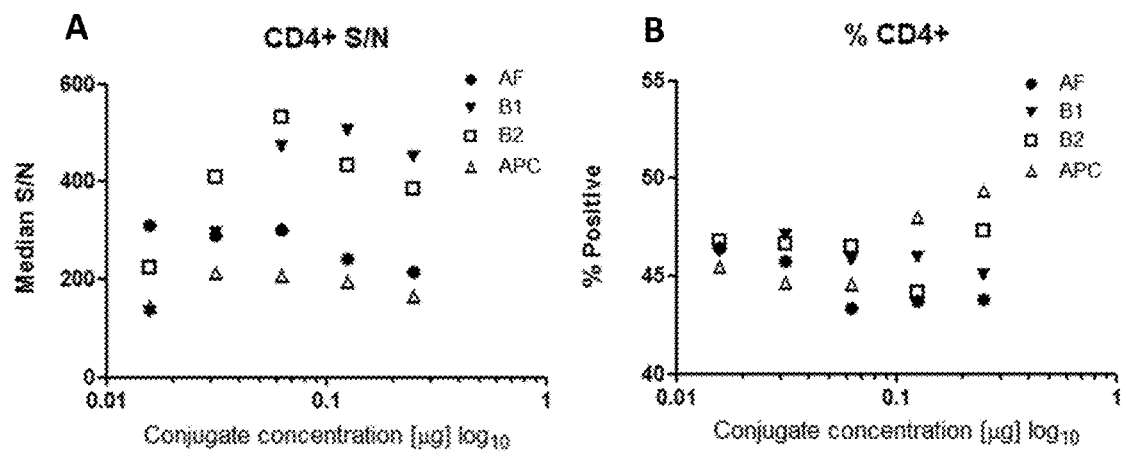 A
CD4+ S/N
AF
B1
B2
APC
Median S/N
600
400
200
0
0.01
0.1
1
Conjugate concentration [µg] log10
B
% CD4+
AF
B1
B2
APC
% Positive
55
50
45
40
0.01
0.1
1
Conjugate concentration [µg] log10